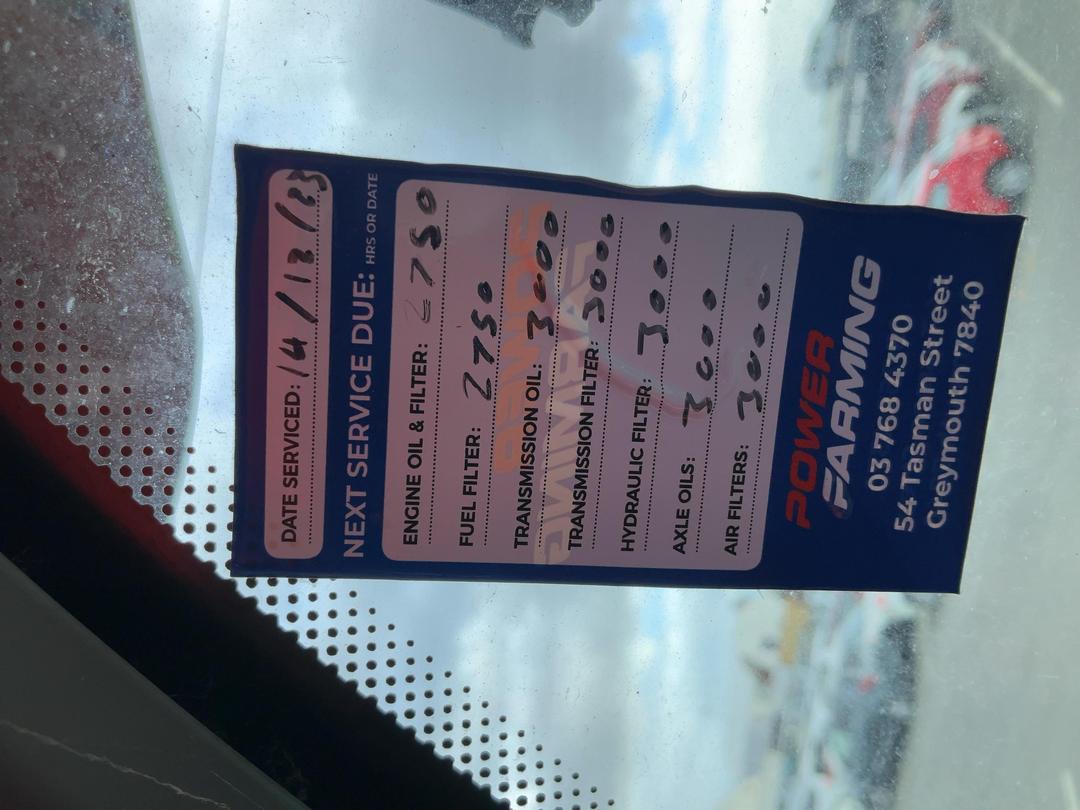 DATE SERVICED: 14/12/23
NEXT SERVICE DUE: HRS OR DATE
ENGINE OIL & FILTER: 2750
FUEL FILTER: 2750
TRANSMISSION OIL: 3000
TRANSMISSION FILTER: 3000
HYDRAULIC FILTER: 3000
AXLE OILS: 3000
AIR FILTERS: 3000
POWER
FARMING
03 768 4370
54 Tasman Street
Greymouth 7840